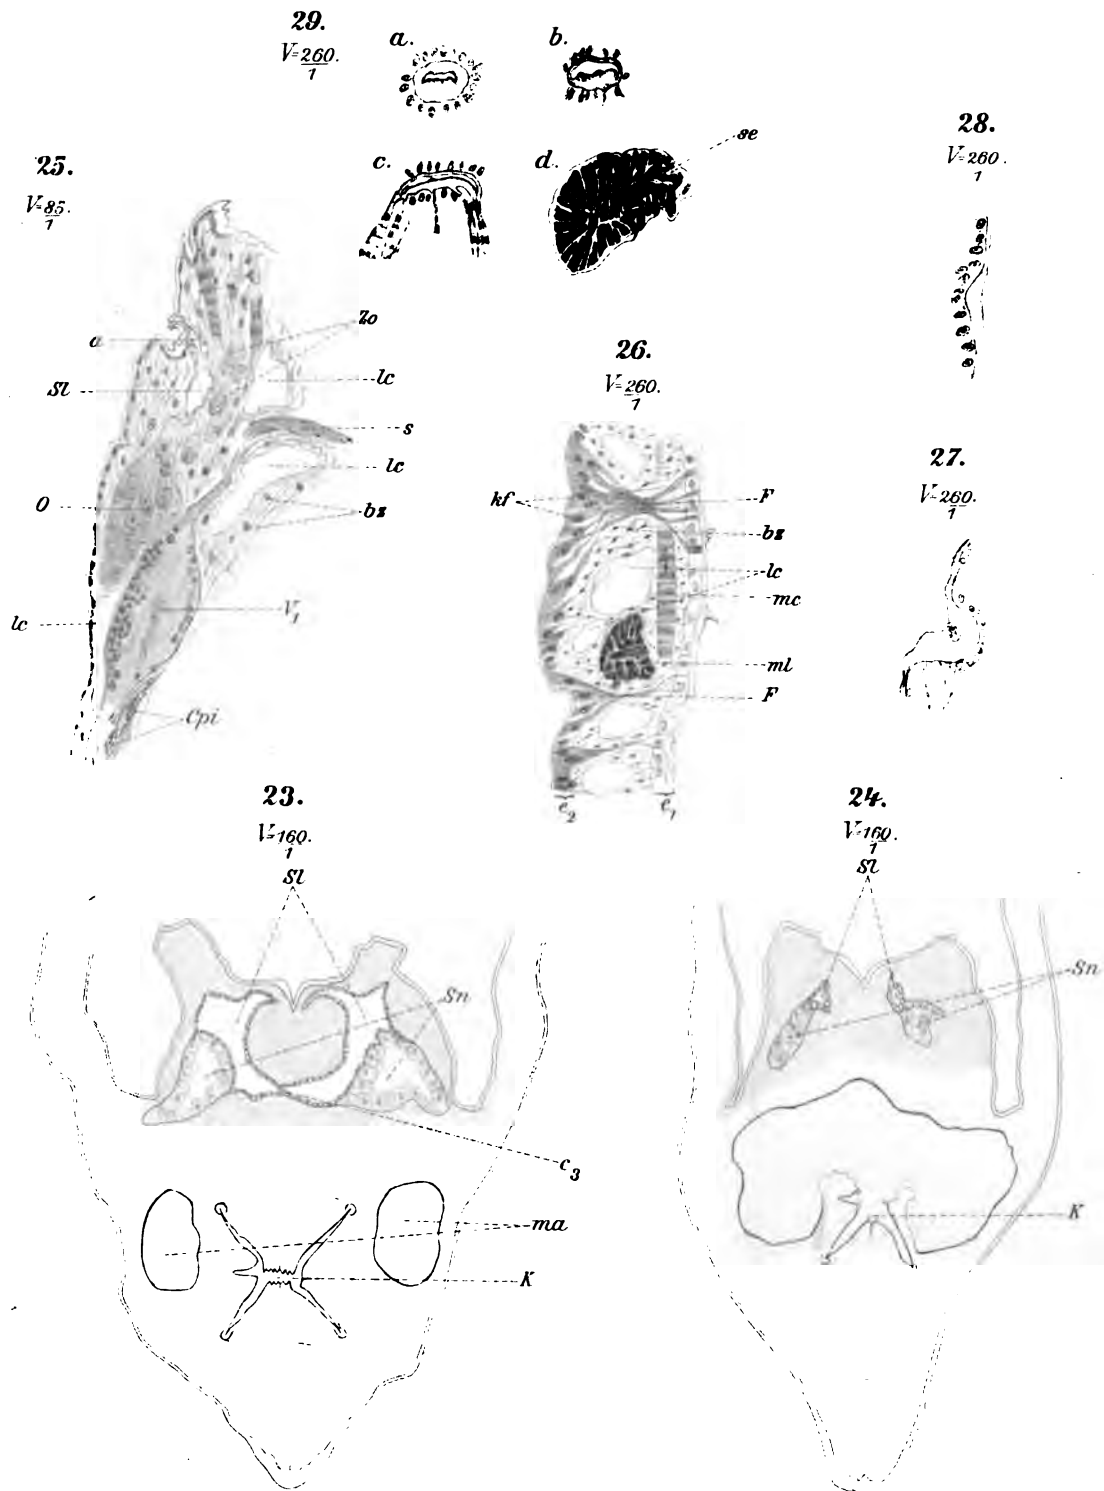 29.
V=260/1.
a.
b.
c.
d.
se
28.
V=260/1.
25.
V=85/1.
a
Sl
O
lc
Zo
lc
s
lc
bz
V1
Cpi
26.
V=260/1.
kf
F
bz
lc
mc
ml
F
e2
e1
27.
V=260/1.
23.
V=160/1.
Sl
Sn
c3
ma
K
24.
V=160/1.
Sl
Sn
K